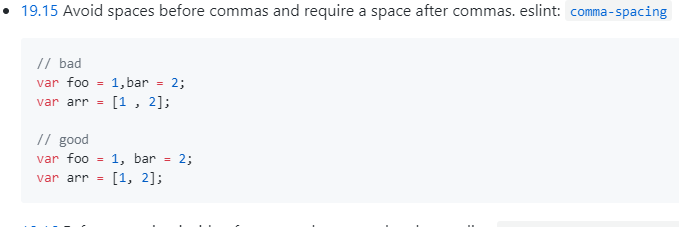 19.15 Avoid spaces before commas and require a space after commas. eslint: comma-spacing
// bad
var foo = 1,bar = 2;
var arr = [1 , 2];
// good
var foo = 1, bar = 2;
var arr = [1, 2];